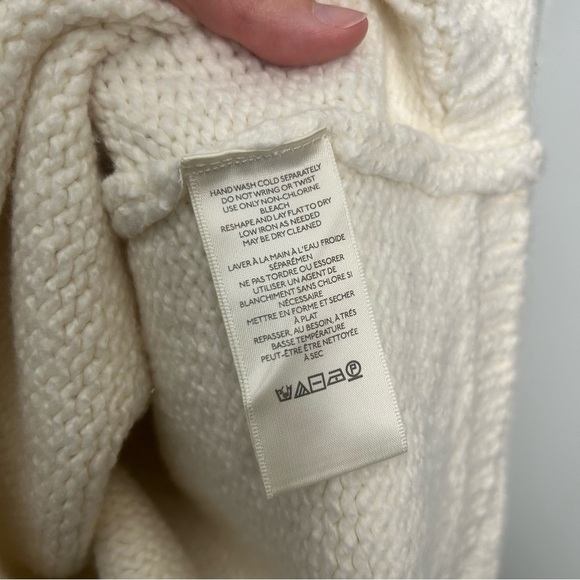 HAND WASH COLD SEPARATELY
DO NOT WRING OR TWIST
USE ONLY NON-CHLORINE
BLEACH
RESHAPE AND LAY FLAT TO DRY
LOW IRON AS NEEDED
MAY BE DRY CLEANED
LAVER À LA MAIN À L'EAU FROIDE
SÉPARÉMEN
NE PAS TORDRE OU ESSORER
UTILISER UN AGENT DE
BLANCHIMENT SANS CHLORE SI
NÉCESSAIRE
METTRE EN FORME ET SECHER
À PLAT
REPASSER, AU BESOIN, À TRÉS
BASSE TEMPÉRATURE
PEUT-ÊTRE ÊTRE NETTOYÉE
À SEC
P